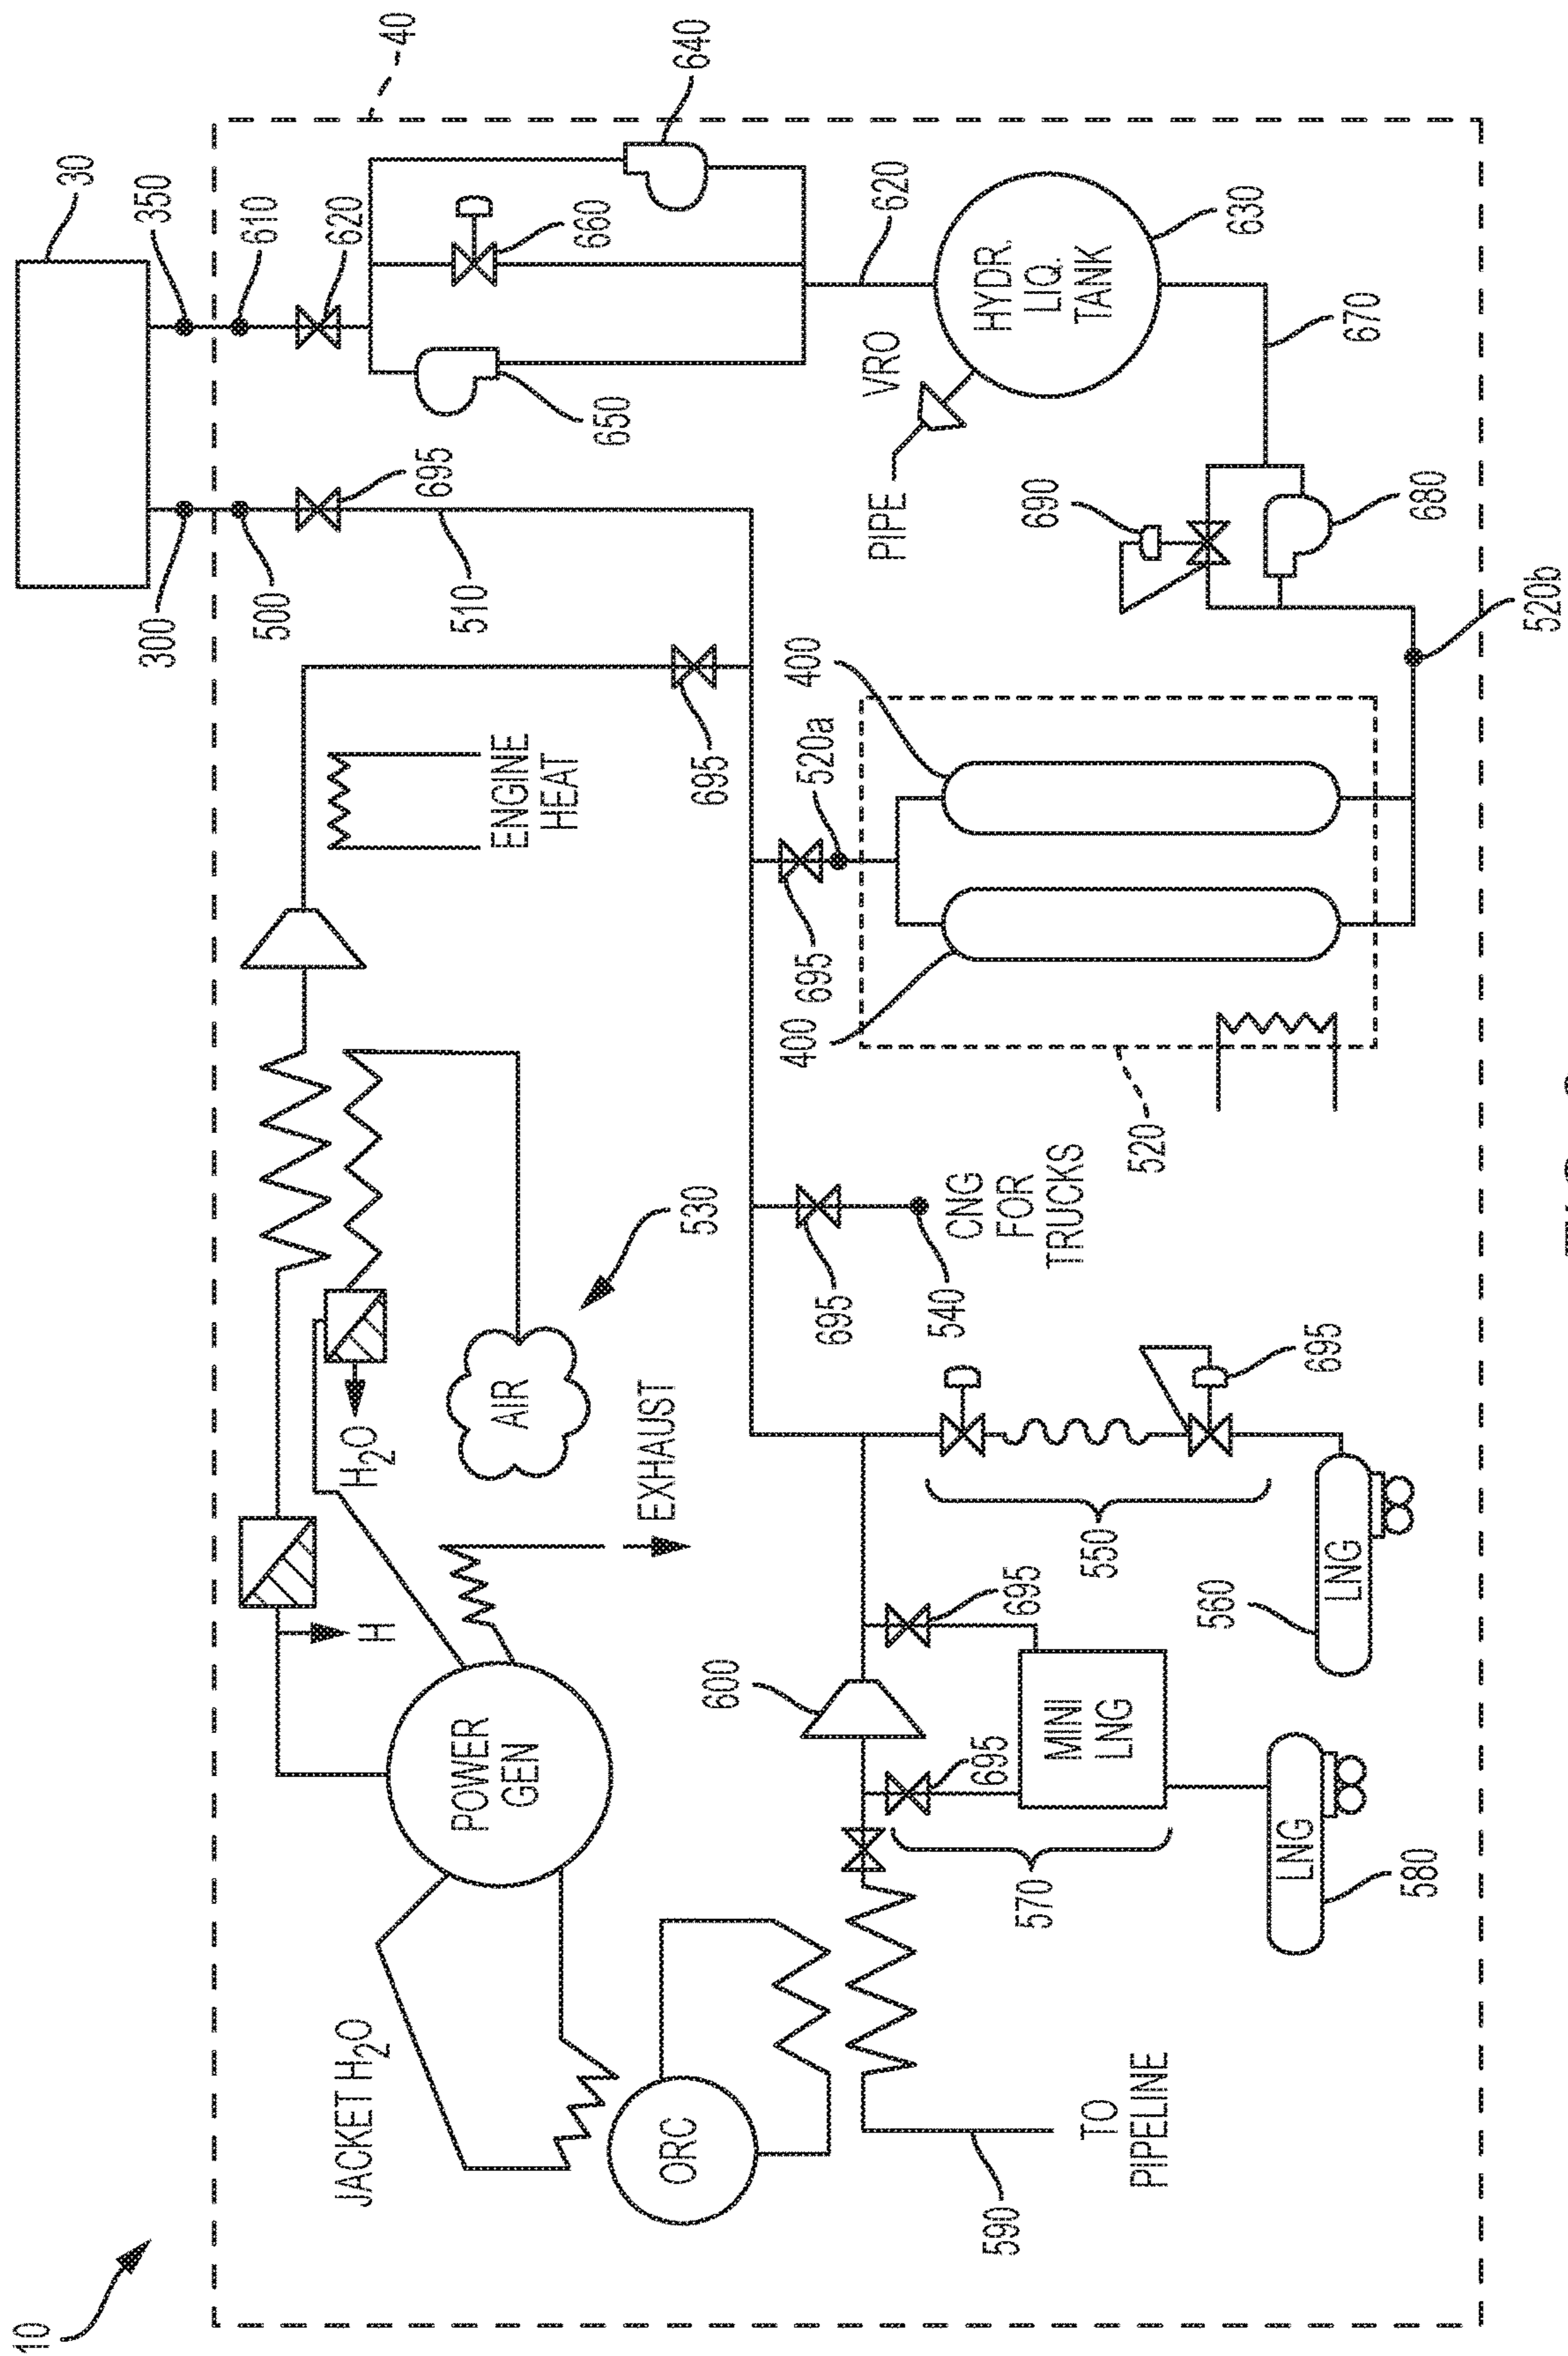 10
30
300
350
500
610
620
40
JACKET H2O
H2O
H
695
510
POWER
GEN
AIR
ENGINE
HEAT
660
650
640
EXHAUST
ORC
530
695
600
400
695
520a
400
695
695
VRO
620
PIPE
540
CNG
FOR
TRUCKS
HYDR.
LIQ.
TANK
590
695
695
570
MINI
LNG
690
550
TO
PIPELINE
520
560
630
LNG
LNG
695
670
580
680
520b